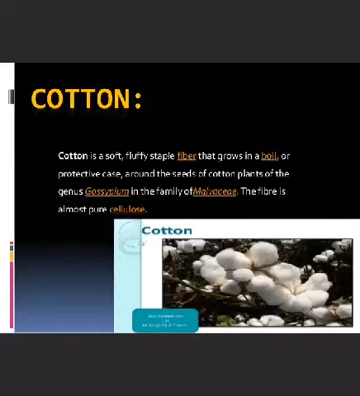 COTTON:
Cotton is a soft, fluffy staple fiber that grows in a boll, or
protective case, around the seeds of cotton plants of the
genus Gossypium in the family of Malvaceae. The fibre is
almost pure cellulose.
Cotton